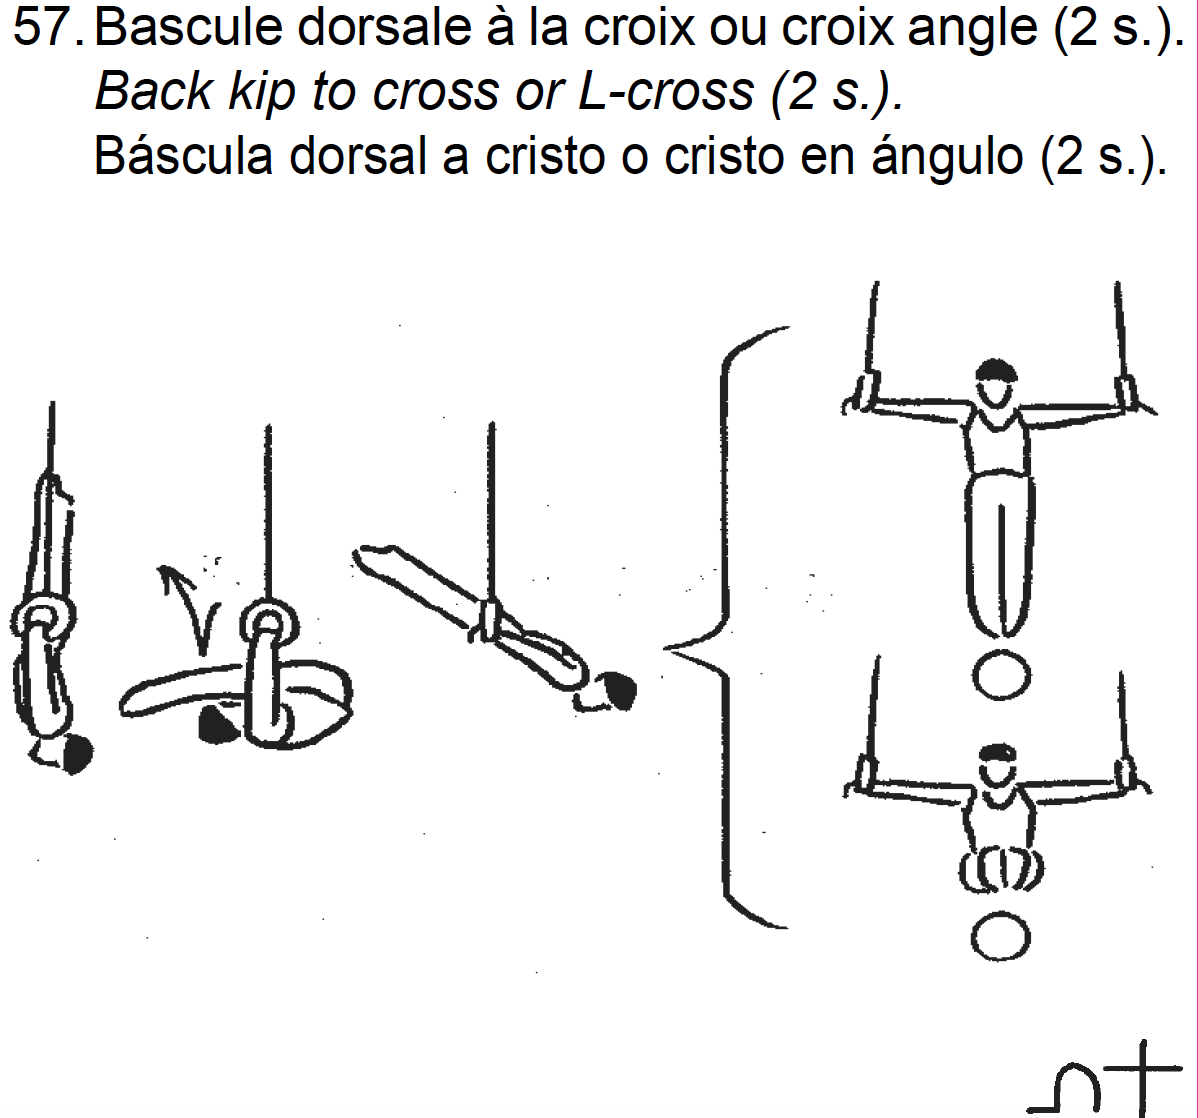 57. Bascule dorsale à la croix ou croix angle (2 s.).
Back kip to cross or L-cross (2 s.).
Báscula dorsal a cristo o cristo en ángulo (2 s.).